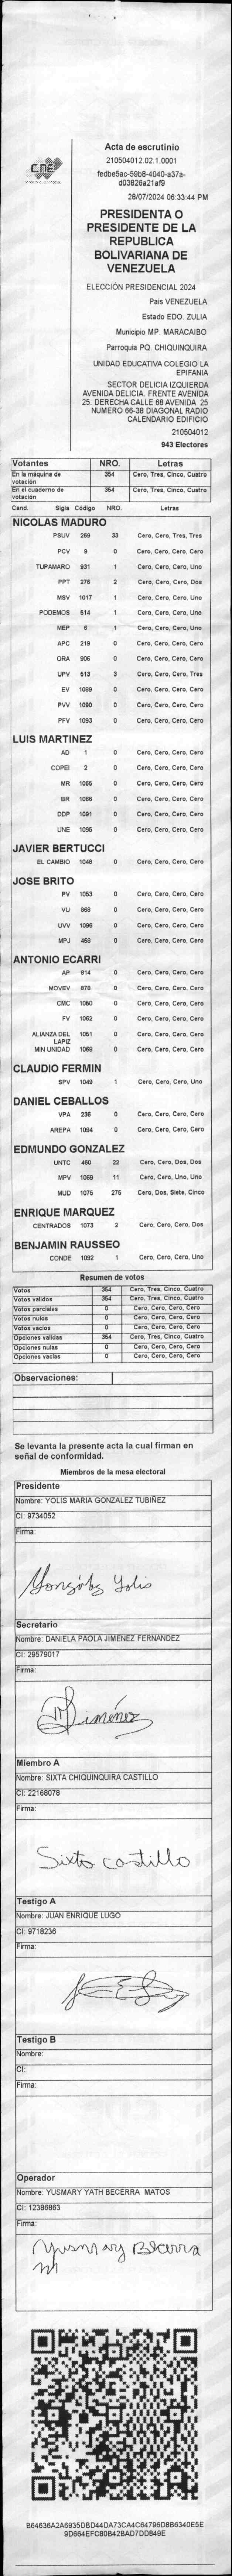 CNE
Acta de escrutinio
210504012.02.1.0001
fedbe5ac-59b8-4040-a37a-
d03826a21af9
28/07/2024 06:33:44 PM
PRESIDENTA O
PRESIDENTE DE LA
REPUBLICA
BOLIVARIANA DE
VENEZUELA
ELECCIÓN PRESIDENCIAL 2024
País VENEZUELA
Estado EDO. ZULIA
Municipio MP. MARACAIBO
Parroquia PQ. CHIQUINQUIRA
UNIDAD EDUCATIVA COLEGIO LA
EPIFANIA
SECTOR DELICIA IZQUIERDA
AVENIDA DELICIA. FRENTE AVENIDA
25. DERECHA CALLE 68 AVENIDA 25
NUMERO 66-38 DIAGONAL RADIO
CALENDARIO EDIFICIO
210504012
943 Electores
Votantes NRO. Letras
En la máquina de votación 354 Cero, Tres, Cinco, Cuatro
En el cuaderno de votación 354 Cero, Tres, Cinco, Cuatro
Cand. Sigla Código NRO. Letras
NICOLAS MADURO
PSUV 269 33 Cero, Cero, Tres, Tres
PCV 9 0 Cero, Cero, Cero, Cero
TUPAMARO 931 1 Cero, Cero, Cero, Uno
PPT 276 2 Cero, Cero, Cero, Dos
MSV 1017 1 Cero, Cero, Cero, Uno
PODEMOS 514 1 Cero, Cero, Cero, Uno
MEP 6 1 Cero, Cero, Cero, Uno
APC 219 0 Cero, Cero, Cero, Cero
ORA 906 0 Cero, Cero, Cero, Cero
UPV 513 3 Cero, Cero, Cero, Tres
EV 1089 0 Cero, Cero, Cero, Cero
PVV 1090 0 Cero, Cero, Cero, Cero
PFV 1093 0 Cero, Cero, Cero, Cero
LUIS MARTINEZ
AD 1 0 Cero, Cero, Cero, Cero
COPEI 2 0 Cero, Cero, Cero, Cero
MR 1065 0 Cero, Cero, Cero, Cero
BR 1066 0 Cero, Cero, Cero, Cero
DDP 1091 0 Cero, Cero, Cero, Cero
UNE 1095 0 Cero, Cero, Cero, Cero
JAVIER BERTUCCI
EL CAMBIO 1048 0 Cero, Cero, Cero, Cero
JOSE BRITO
PV 1053 0 Cero, Cero, Cero, Cero
VU 868 0 Cero, Cero, Cero, Cero
UVV 1096 0 Cero, Cero, Cero, Cero
MPJ 458 0 Cero, Cero, Cero, Cero
ANTONIO ECARRI
AP 814 0 Cero, Cero, Cero, Cero
MOVEV 878 0 Cero, Cero, Cero, Cero
CMC 1050 0 Cero, Cero, Cero, Cero
FV 1062 0 Cero, Cero, Cero, Cero
ALIANZA DEL LAPIZ 1051 0 Cero, Cero, Cero, Cero
MIN UNIDAD 1068 0 Cero, Cero, Cero, Cero
CLAUDIO FERMIN
SPV 1049 1 Cero, Cero, Cero, Uno
DANIEL CEBALLOS
VPA 236 0 Cero, Cero, Cero, Cero
AREPA 1094 0 Cero, Cero, Cero, Cero
EDMUNDO GONZALEZ
UNTC 460 22 Cero, Cero, Dos, Dos
MPV 1069 11 Cero, Cero, Uno, Uno
MUD 1075 275 Cero, Dos, Siete, Cinco
ENRIQUE MARQUEZ
CENTRADOS 1073 2 Cero, Cero, Cero, Dos
BENJAMIN RAUSSEO
CONDE 1092 1 Cero, Cero, Cero, Uno
Resumen de votos
Votos 354 Cero, Tres, Cinco, Cuatro
Votos validos 354 Cero, Tres, Cinco, Cuatro
Votos parciales 0 Cero, Cero, Cero, Cero
Votos nulos 0 Cero, Cero, Cero, Cero
Votos vacios 0 Cero, Cero, Cero, Cero
Opciones validas 354 Cero, Tres, Cinco, Cuatro
Opciones nulas 0 Cero, Cero, Cero, Cero
Opciones vacias 0 Cero, Cero, Cero, Cero
Observaciones:
Se levanta la presente acta la cual firman en
señal de conformidad.
Miembros de la mesa electoral
Presidente
Nombre: YOLIS MARIA GONZALEZ TUBIÑEZ
CI: 9734052
Firma:
González Yolis
Secretario
Nombre: DANIELA PAOLA JIMENEZ FERNANDEZ
CI: 29579017
Firma:
Jiménez
Miembro A
Nombre: SIXTA CHIQUINQUIRA CASTILLO
CI: 22168078
Firma:
Sixta castillo
Testigo A
Nombre: JUAN ENRIQUE LUGO
CI: 9718236
Firma:
Testigo B
Nombre:
CI:
Firma:
Operador
Nombre: YUSMARY YATH BECERRA MATOS
CI: 12386863
Firma:
Yusmary Becerra
M
B64636A2A6935DBD44DA73CA4C64796D8B6340E5E
9D664EFC80B42BAD7DD849E